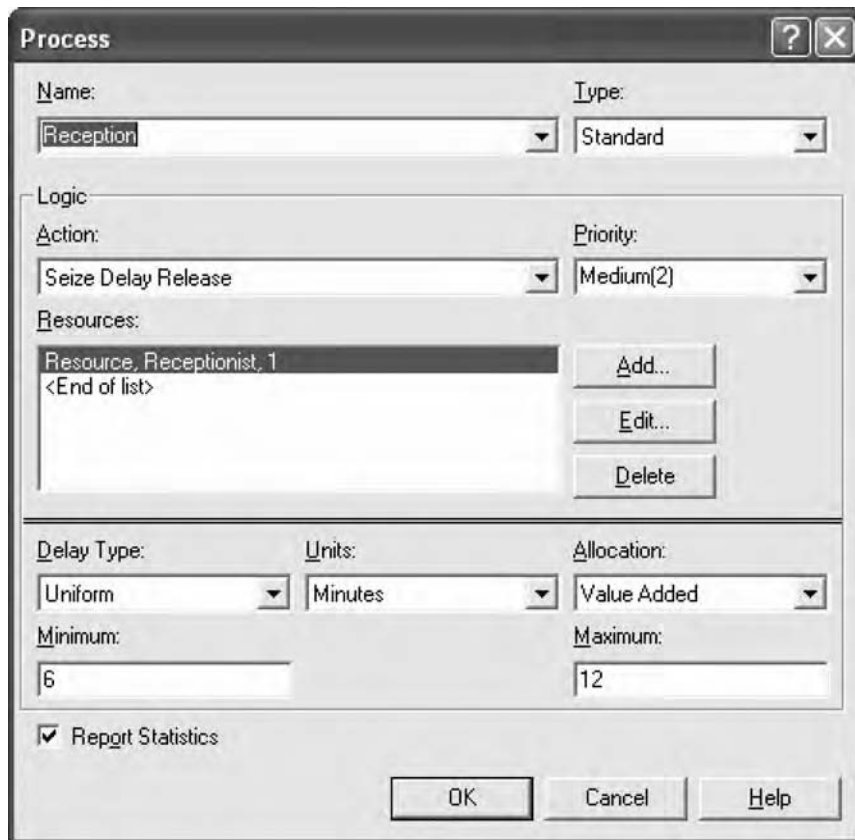 Process
Name: Type:
Reception Standard
Logic
Action: Priority:
Seize Delay Release Medium(2)
Resources:
Resource, Receptionist, 1
<End of list>
Add...
Edit...
Delete
Delay Type: Units: Allocation:
Uniform Minutes Value Added
Minimum: Maximum:
6 12
Report Statistics
OK Cancel Help